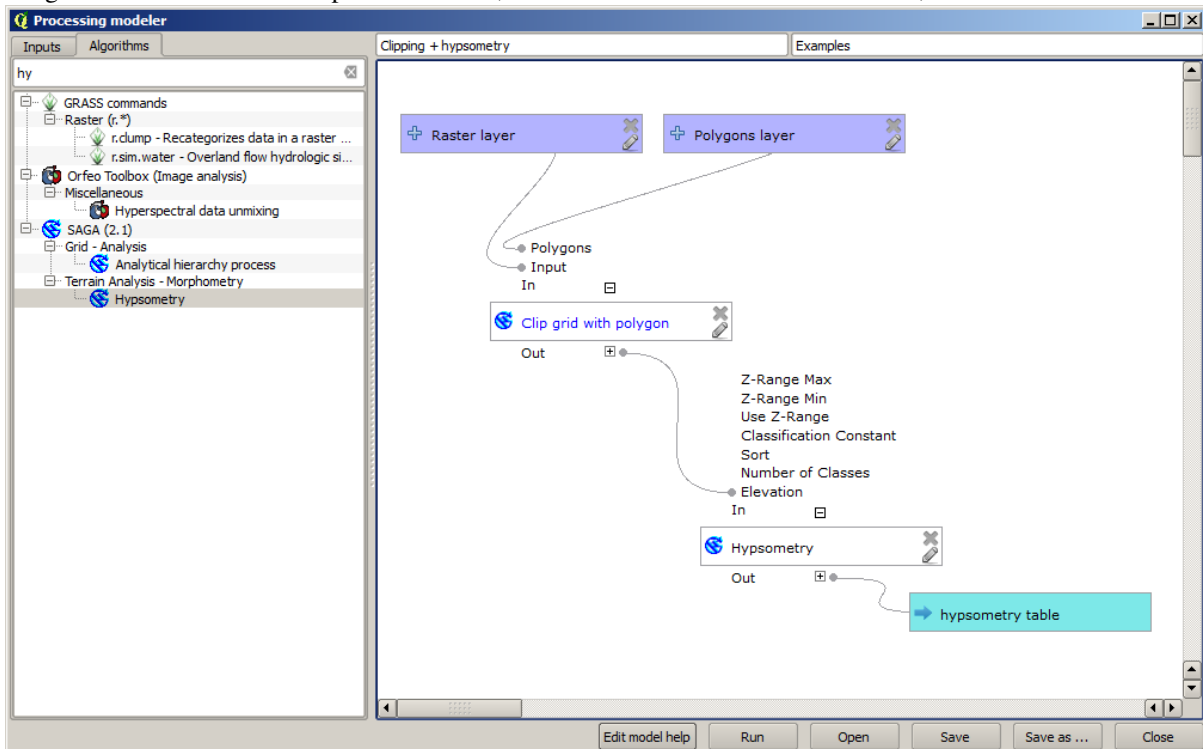 Processing modeler
Inputs
Algorithms
Clipping + hypsometry
Examples
hy
GRASS commands
Raster (r.*)
r.clump - Recategorizes data in a raster ...
r.sim.water - Overland flow hydrologic si...
Orfeo Toolbox (Image analysis)
Miscellaneous
Hyperspectral data unmixing
SAGA (2.1)
Grid - Analysis
Analytical hierarchy process
Terrain Analysis - Morphometry
Hypsometry
Raster layer
Polygons layer
Polygons
Input
In
Clip grid with polygon
Out
Z-Range Max
Z-Range Min
Use Z-Range
Classification Constant
Sort
Number of Classes
Elevation
In
Hypsometry
Out
hypsometry table
Edit model help
Run
Open
Save
Save as ...
Close